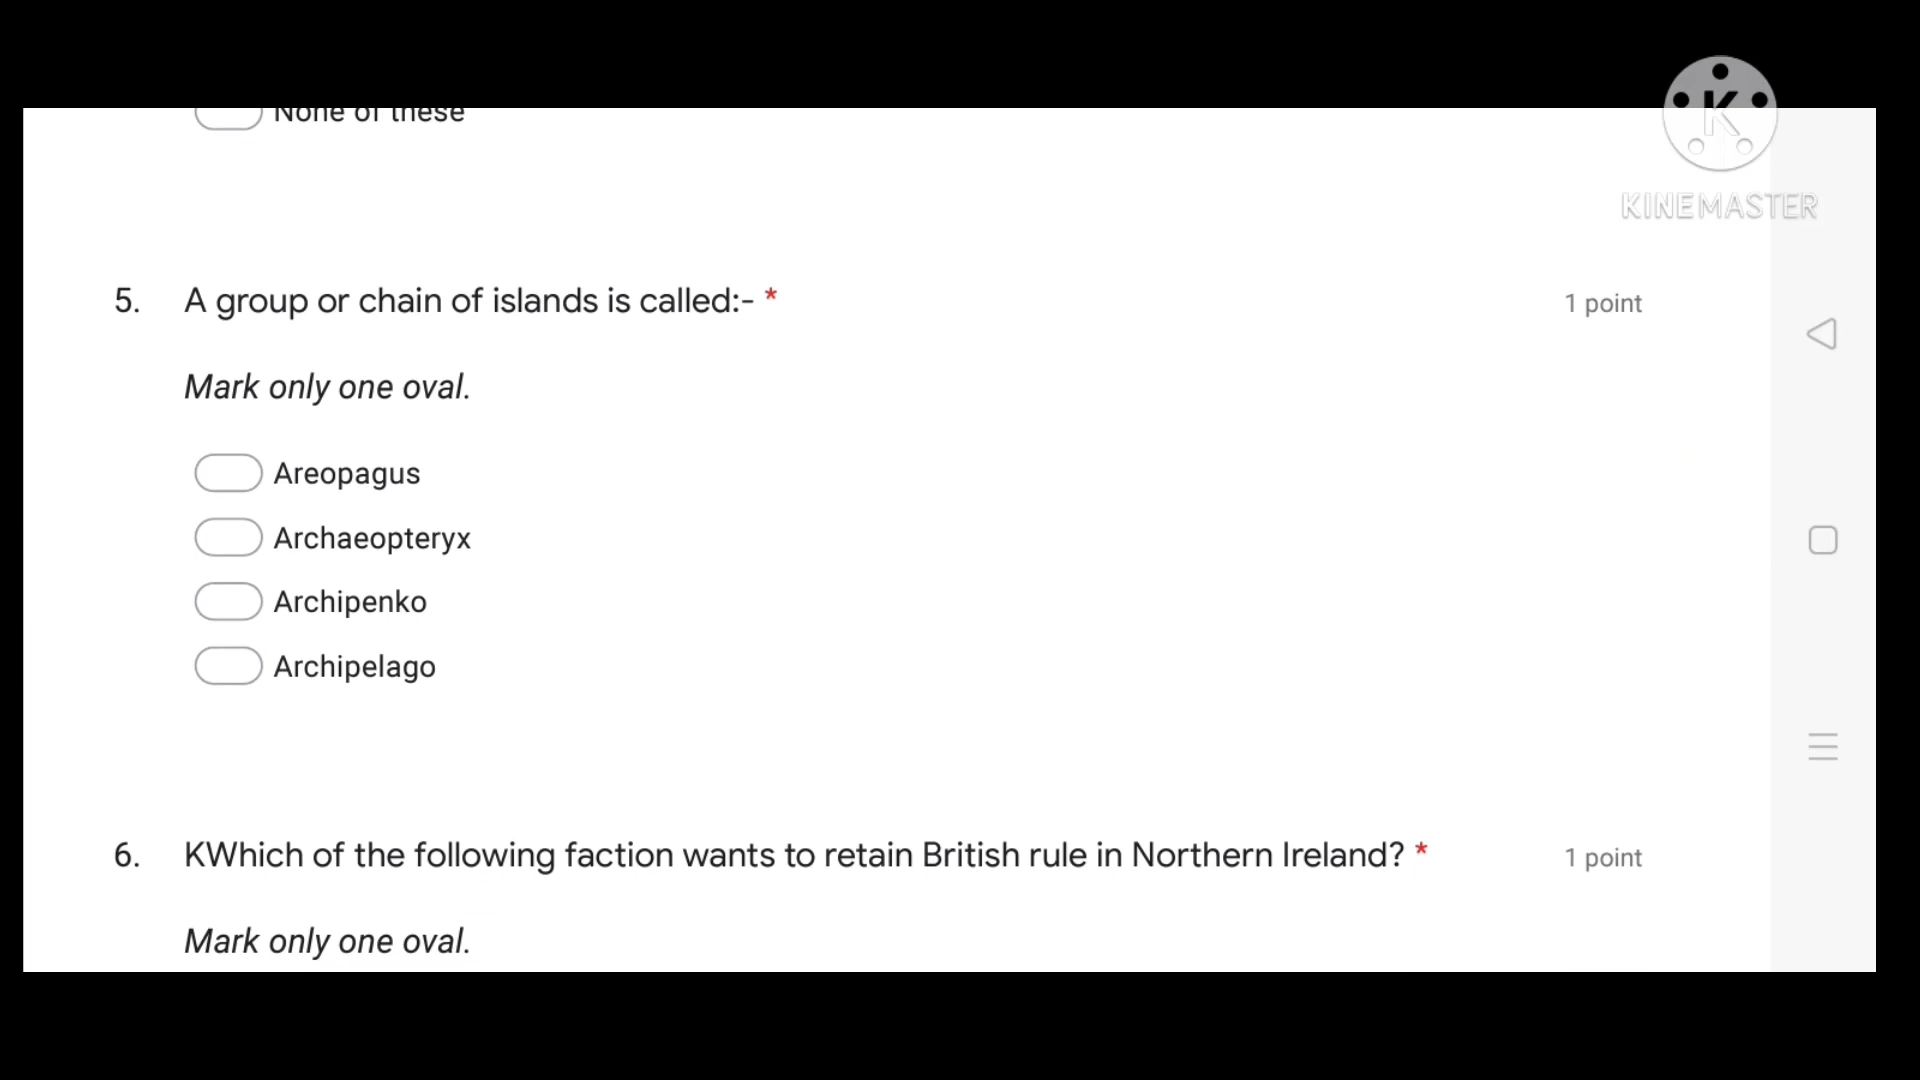 None of these
K
KINEMASTER
5. A group or chain of islands is called:- * 1 point
Mark only one oval.
Areopagus
Archaeopteryx
Archipenko
Archipelago
6. KWhich of the following faction wants to retain British rule in Northern Ireland? * 1 point
Mark only one oval.